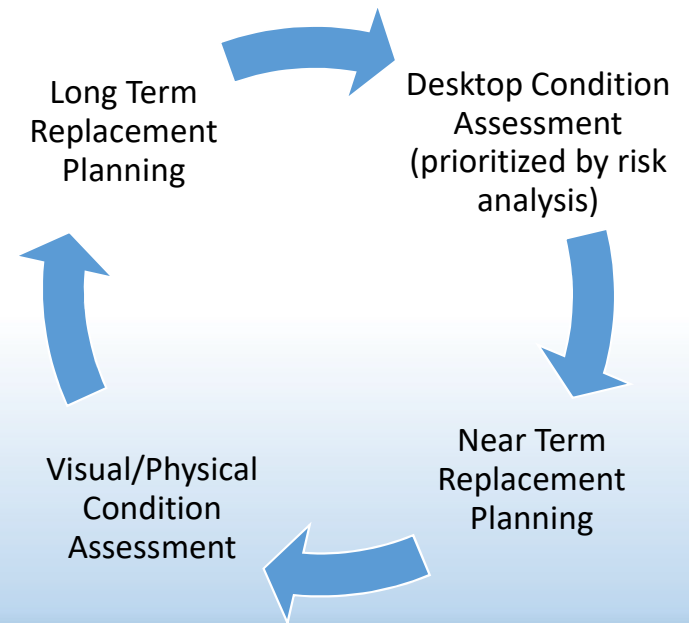 Long Term
Replacement
Planning
Desktop Condition
Assessment
(prioritized by risk
analysis)
Near Term
Replacement
Planning
Visual/Physical
Condition
Assessment